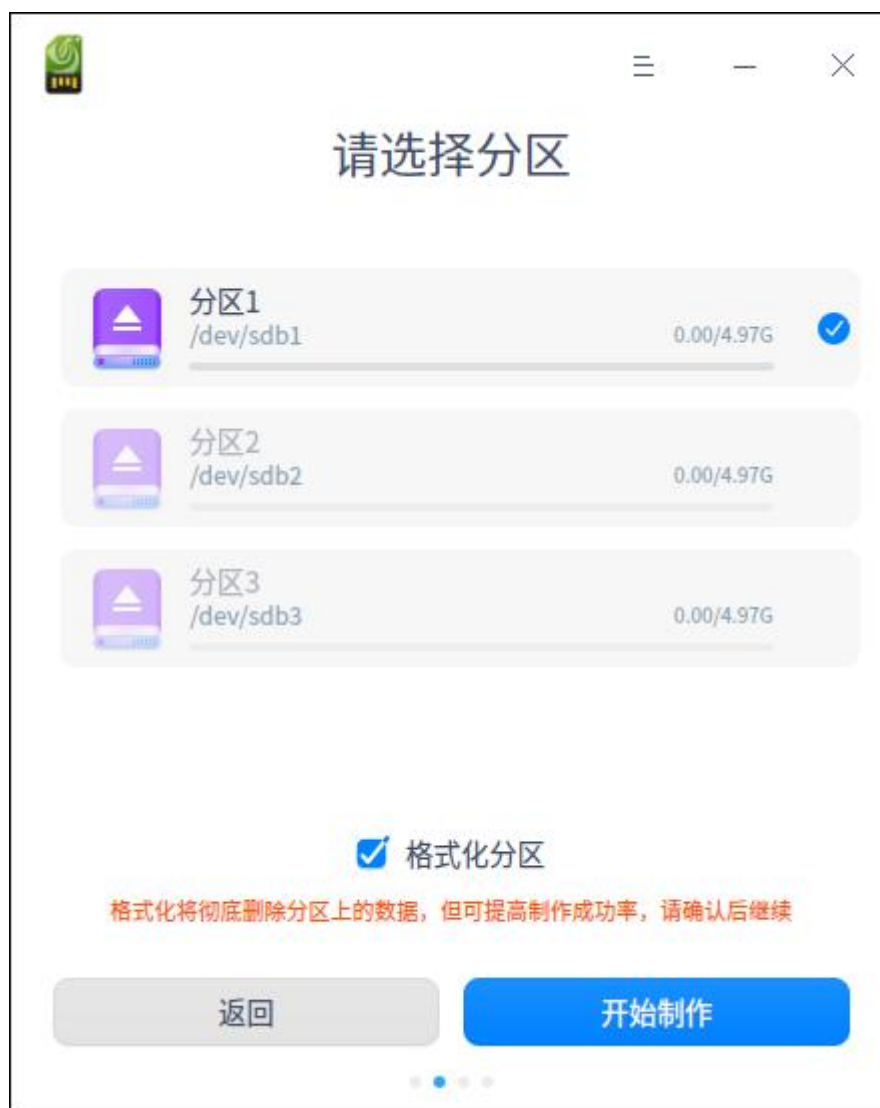 请选择分区
分区1
/dev/sdb1 0.00/4.97G
分区2
/dev/sdb2 0.00/4.97G
分区3
/dev/sdb3 0.00/4.97G
格式化分区
格式化将彻底删除分区上的数据，但可提高制作成功率，请确认后继续
返回 开始制作